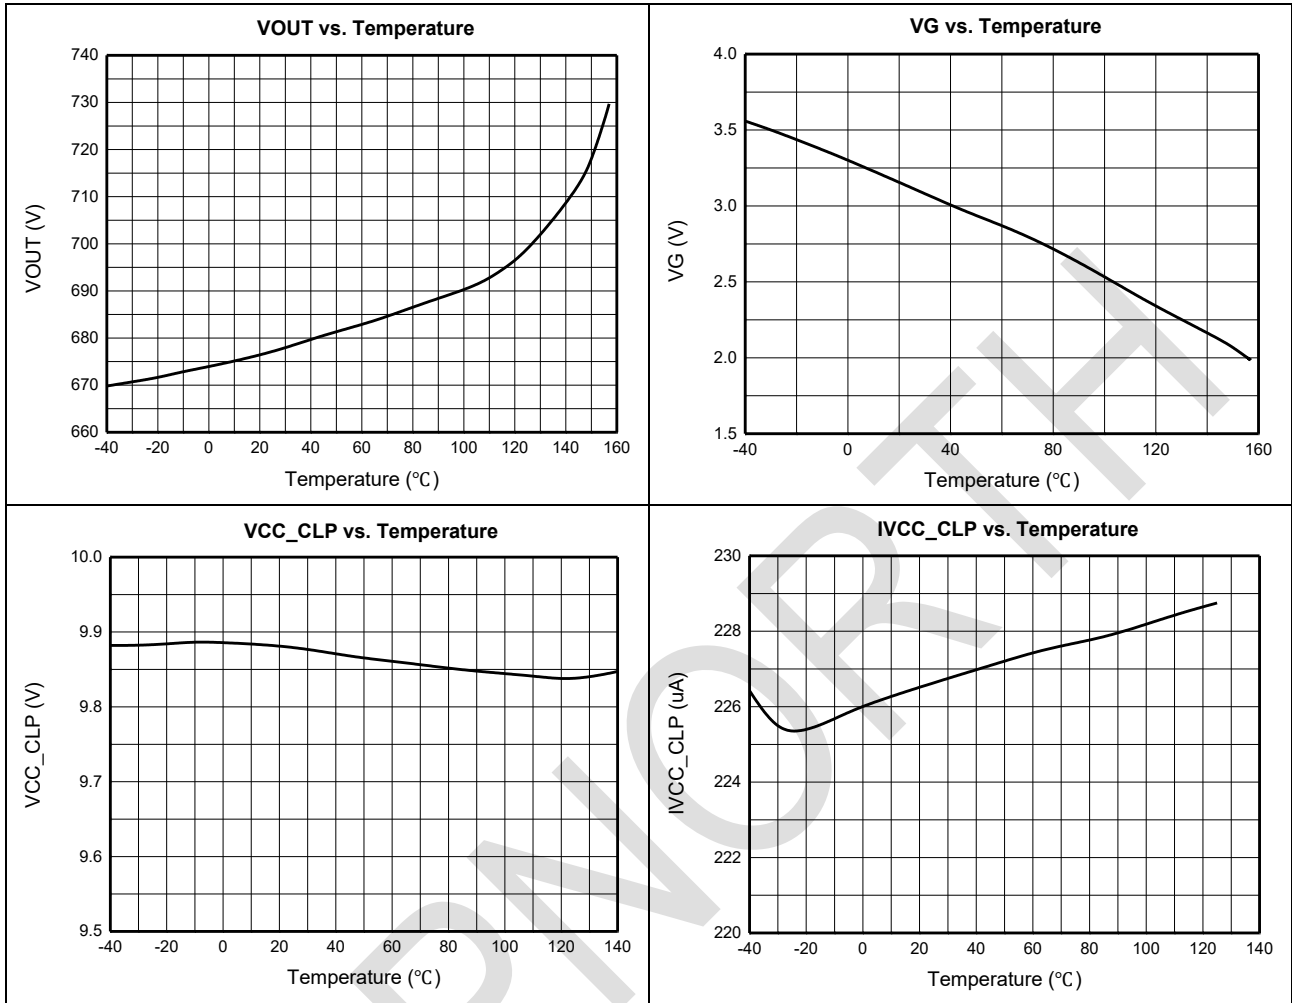 VOUT vs. Temperature
740
730
720
710
700
690
680
670
660
VOUT (V)
-40 -20 0 20 40 60 80 100 120 140 160
Temperature (℃)
VG vs. Temperature
4.0
3.5
3.0
2.5
2.0
1.5
VG (V)
-40 0 40 80 120 160
Temperature (℃)
VCC_CLP vs. Temperature
10.0
9.9
9.8
9.7
9.6
9.5
VCC_CLP (V)
-40 -20 0 20 40 60 80 100 120 140
Temperature (℃)
IVCC_CLP vs. Temperature
230
228
226
224
222
220
IVCC_CLP (uA)
-40 -20 0 20 40 60 80 100 120 140
Temperature (℃)
PNORTH